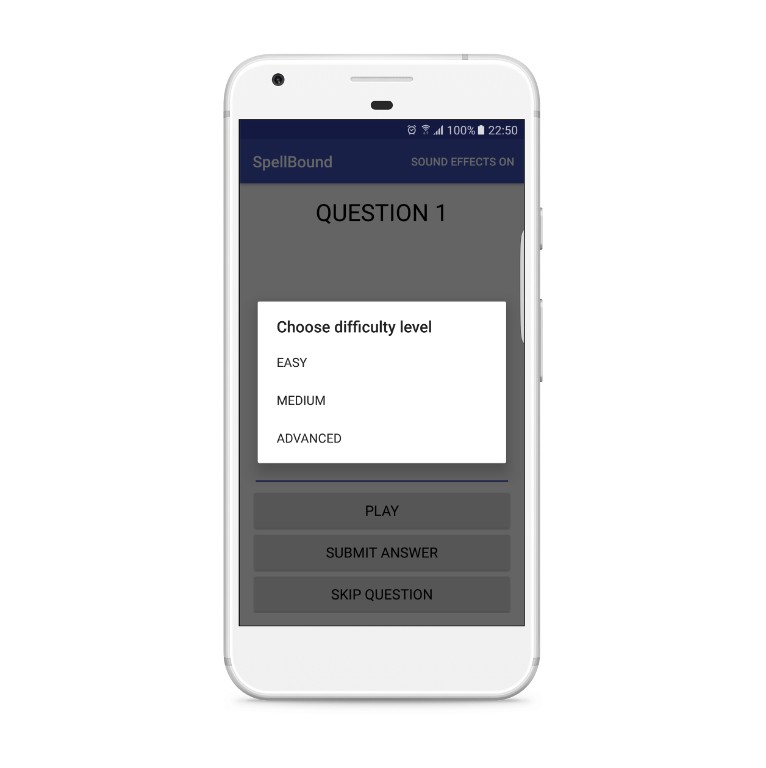 100% 22:50
SpellBound SOUND EFFECTS ON
QUESTION 1
Choose difficulty level
EASY
MEDIUM
ADVANCED
PLAY
SUBMIT ANSWER
SKIP QUESTION